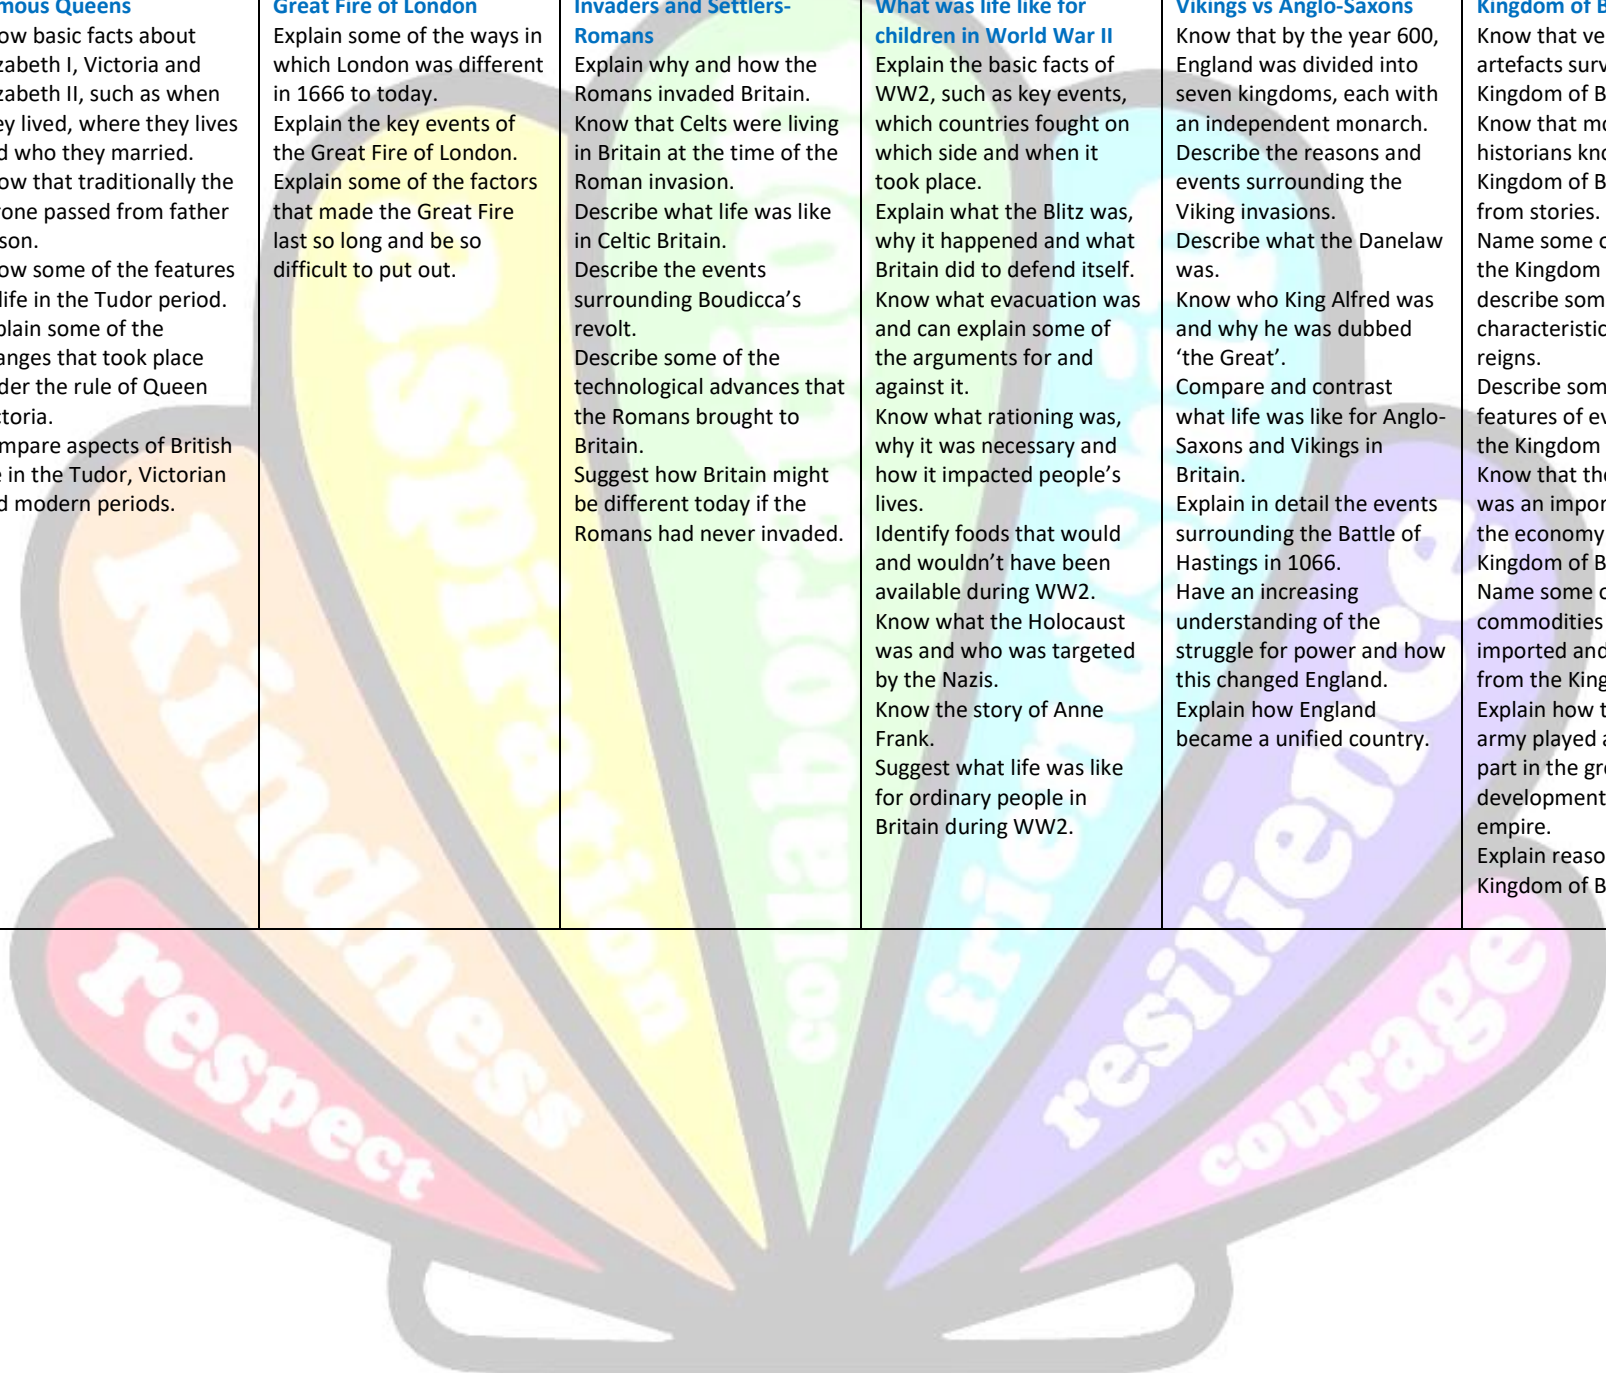 mous Queens
ow basic facts about
zabeth I, Victoria and
zabeth II, such as when
ey lived, where they lives
d who they married.
ow that traditionally the
rone passed from father
son.
ow some of the features
life in the Tudor period.
plain some of the
anges that took place
der the rule of Queen
ctoria.
mpare aspects of British
e in the Tudor, Victorian
d modern periods.
Great Fire of London
Explain some of the ways in
which London was different
in 1666 to today.
Explain the key events of
the Great Fire of London.
Explain some of the factors
that made the Great Fire
last so long and be so
difficult to put out.
Invaders and Settlers-
Romans
Explain why and how the
Romans invaded Britain.
Know that Celts were living
in Britain at the time of the
Roman invasion.
Describe what life was like
in Celtic Britain.
Describe the events
surrounding Boudicca’s
revolt.
Describe some of the
technological advances that
the Romans brought to
Britain.
Suggest how Britain might
be different today if the
Romans had never invaded.
What was life like for
children in World War II
Explain the basic facts of
WW2, such as key events,
which countries fought on
which side and when it
took place.
Explain what the Blitz was,
why it happened and what
Britain did to defend itself.
Know what evacuation was
and can explain some of
the arguments for and
against it.
Know what rationing was,
why it was necessary and
how it impacted people’s
lives.
Identify foods that would
and wouldn’t have been
available during WW2.
Know what the Holocaust
was and who was targeted
by the Nazis.
Know the story of Anne
Frank.
Suggest what life was like
for ordinary people in
Britain during WW2.
Vikings vs Anglo-Saxons
Know that by the year 600,
England was divided into
seven kingdoms, each with
an independent monarch.
Describe the reasons and
events surrounding the
Viking invasions.
Describe what the Danelaw
was.
Know who King Alfred was
and why he was dubbed
‘the Great’.
Compare and contrast
what life was like for Anglo-
Saxons and Vikings in
Britain.
Explain in detail the events
surrounding the Battle of
Hastings in 1066.
Have an increasing
understanding of the
struggle for power and how
this changed England.
Explain how England
became a unified country.
Kingdom of B
Know that ve
artefacts surv
Kingdom of B
Know that mo
historians kno
Kingdom of B
from stories.
Name some o
the Kingdom
describe som
characteristic
reigns.
Describe som
features of ev
the Kingdom
Know that the
was an impor
the economy
Kingdom of B
Name some o
commodities
imported and
from the King
Explain how t
army played a
part in the gro
development
empire.
Explain reaso
Kingdom of B
respect
kindness
aspiration
collaboration
friendship
resilience
courage